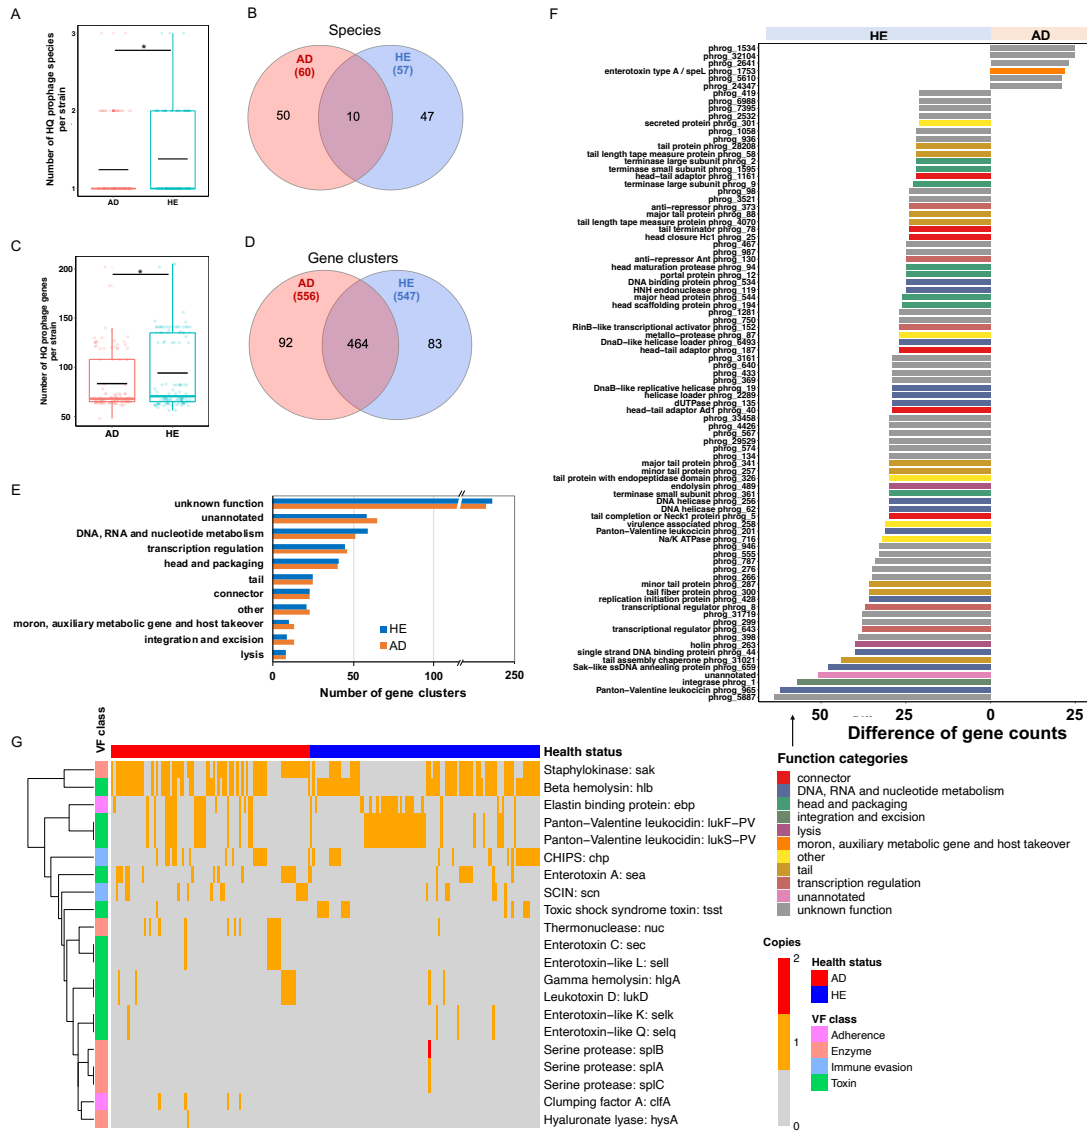 A
Number of HQ prophage species
per strain
3
2
1
*
AD
HE
B
Species
AD
(60)
HE
(57)
50
10
47
C
Number of HQ prophage genes
per strain
200
150
100
50
*
AD
HE
D
Gene clusters
AD
(556)
HE
(547)
92
464
83
E
unknown function
unannotated
DNA, RNA and nucleotide metabolism
transcription regulation
head and packaging
tail
connector
other
moron, auxiliary metabolic gene and host takeover
integration and excision
lysis
HE
AD
0
50
100
250
Number of gene clusters
F
HE
AD
phrog_1534
phrog_32104
phrog_2641
enterotoxin type A / speL phrog_1753
phrog_5610
phrog_24347
phrog_419
phrog_6988
phrog_7395
phrog_2532
secreted protein phrog_301
phrog_1058
phrog_936
tail protein phrog_28208
tail length tape measure protein phrog_58
terminase large subunit phrog_2
terminase small subunit phrog_1595
head−tail adaptor phrog_1161
terminase large subunit phrog_9
phrog_98
phrog_3521
anti−repressor phrog_373
major tail protein phrog_88
tail length tape measure protein phrog_4070
tail terminator phrog_78
head closure Hc1 phrog_25
phrog_467
phrog_987
anti−repressor Ant phrog_130
head maturation protease phrog_94
portal protein phrog_12
DNA binding protein phrog_534
HNH endonuclease phrog_119
major head protein phrog_544
head scaffolding protein phrog_194
phrog_1281
phrog_750
RinB−like transcriptional activator phrog_152
metallo−protease phrog_87
DnaD−like helicase loader phrog_6493
head−tail adaptor phrog_187
phrog_3161
phrog_640
phrog_433
phrog_369
DnaB−like replicative helicase phrog_19
helicase loader phrog_2289
dUTPase phrog_135
head−tail adaptor Ad1 phrog_40
phrog_33458
phrog_4426
phrog_567
phrog_29529
phrog_574
phrog_134
major tail protein phrog_341
minor tail protein phrog_257
tail protein with endopeptidase domain phrog_326
endolysin phrog_489
terminase small subunit phrog_361
DNA helicase phrog_256
DNA helicase phrog_62
tail completion or Neck1 protein phrog_5
virulence associated phrog_258
Panton−Valentine leukocicin phrog_201
Na/K ATPase phrog_716
phrog_946
phrog_555
phrog_787
phrog_276
phrog_266
minor tail protein phrog_287
tail fiber protein phrog_300
replication initiation protein phrog_428
transcriptional regulator phrog_8
phrog_31719
phrog_299
transcriptional regulator phrog_643
phrog_398
holin phrog_263
single strand DNA binding protein phrog_44
tail assembly chaperone phrog_31021
Sak−like ssDNA annealing protein phrog_659
unannotated
integrase phrog_1
Panton−Valentine leukocicin phrog_965
phrog_5887
50
25
0
25
Difference of gene counts
Function categories
connector
DNA, RNA and nucleotide metabolism
head and packaging
integration and excision
lysis
moron, auxiliary metabolic gene and host takeover
other
tail
transcription regulation
unannotated
unknown function
G
VF class
Health status
Staphylokinase: sak
Beta hemolysin: hlb
Elastin binding protein: ebp
Panton−Valentine leukocidin: lukF−PV
Panton−Valentine leukocidin: lukS−PV
CHIPS: chp
Enterotoxin A: sea
SCIN: scn
Toxic shock syndrome toxin: tsst
Thermonuclease: nuc
Enterotoxin C: sec
Enterotoxin−like L: sell
Gamma hemolysin: hlgA
Leukotoxin D: lukD
Enterotoxin−like K: selk
Enterotoxin−like Q: selq
Serine protease: splB
Serine protease: splA
Serine protease: splC
Clumping factor A: clfA
Hyaluronate lyase: hysA
Copies
2
1
0
Health status
AD
HE
VF class
Adherence
Enzyme
Immune evasion
Toxin